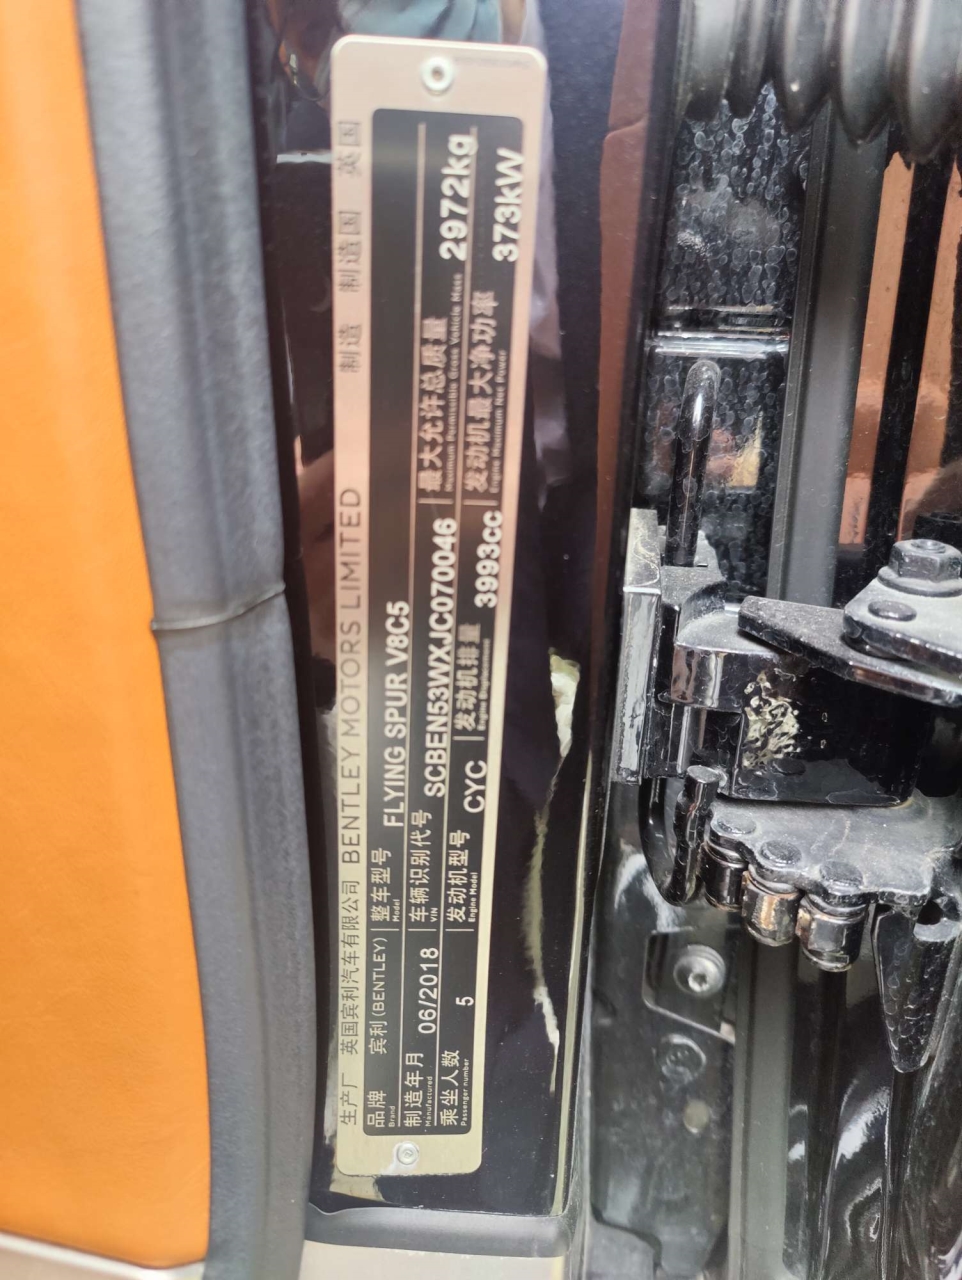 生产厂 英国宾利汽车有限公司 BENTLEY MOTORS LIMITED 制造 制造国 英国
品牌 宾利(BENTLEY) 整车型号 FLYING SPUR V8C5
Brand Model
制造年月 06/2018 车辆识别代号 SCBEN53WXJC070046 最大允许总质量 2972kg
Manufactured VIN Maximum Permissible Gross Vehicle Mass
乘坐人数 5 发动机型号 CYC 发动机排量 3993cc 发动机最大净功率 373kW
Passenger number Engine Model Engine Displacement Engine Maximum Net Power